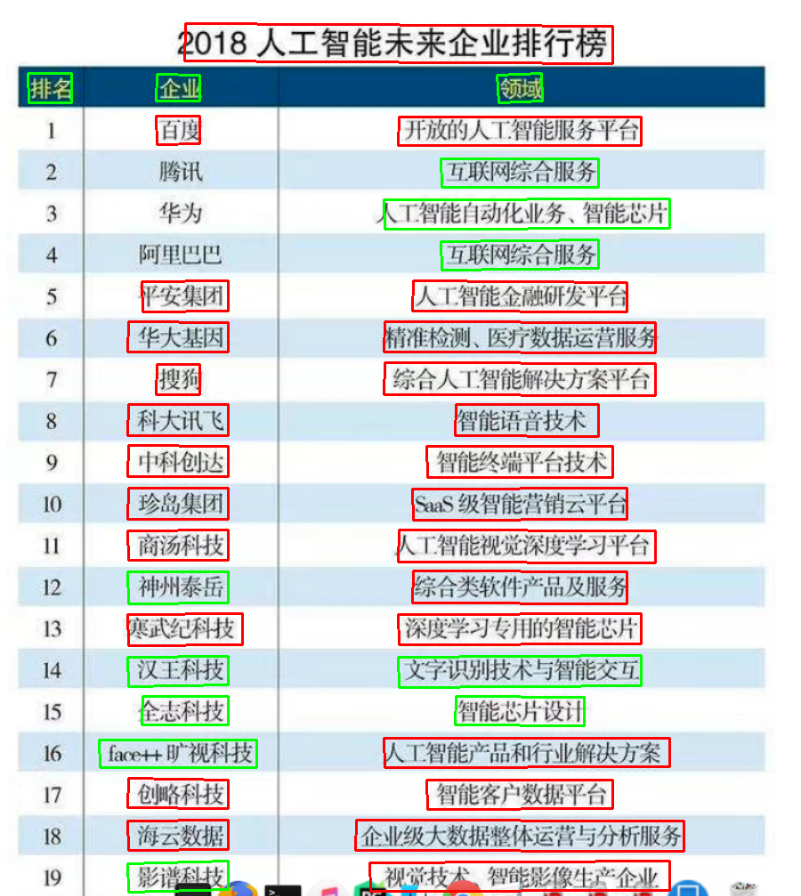 2018 人工智能未来企业排行榜
排名 企业 领域
1 百度 开放的人工智能服务平台
2 腾讯 互联网综合服务
3 华为 人工智能自动化业务、智能芯片
4 阿里巴巴 互联网综合服务
5 平安集团 人工智能金融研发平台
6 华大基因 精准检测、医疗数据运营服务
7 搜狗 综合人工智能解决方案平台
8 科大讯飞 智能语音技术
9 中科创达 智能终端平台技术
10 珍岛集团 SaaS 级智能营销云平台
11 商汤科技 人工智能视觉深度学习平台
12 神州泰岳 综合类软件产品及服务
13 寒武纪科技 深度学习专用的智能芯片
14 汉王科技 文字识别技术与智能交互
15 全志科技 智能芯片设计
16 face++ 旷视科技 人工智能产品和行业解决方案
17 创略科技 智能客户数据平台
18 海云数据 企业级大数据整体运营与分析服务
19 影谱科技 视觉技术、智能影像生产企业